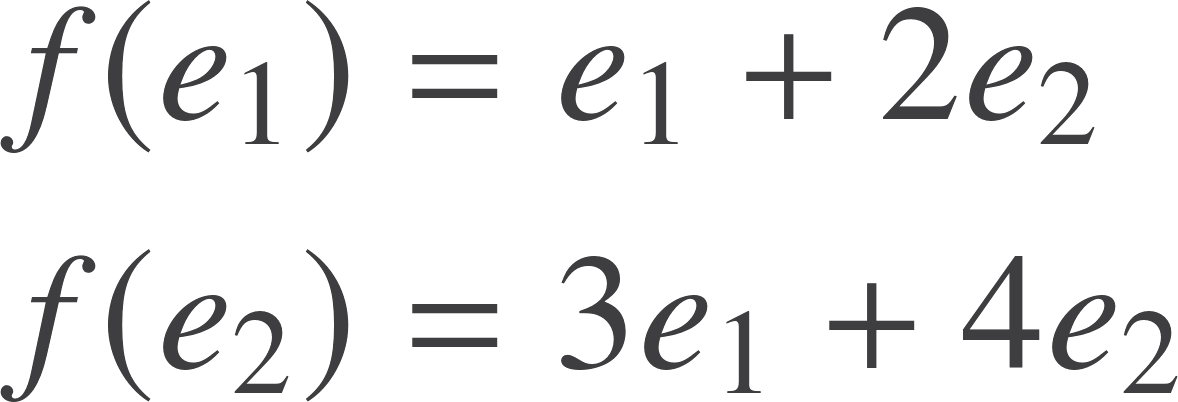 f(e₁) = e₁ + 2e₂
f(e₂) = 3e₁ + 4e₂